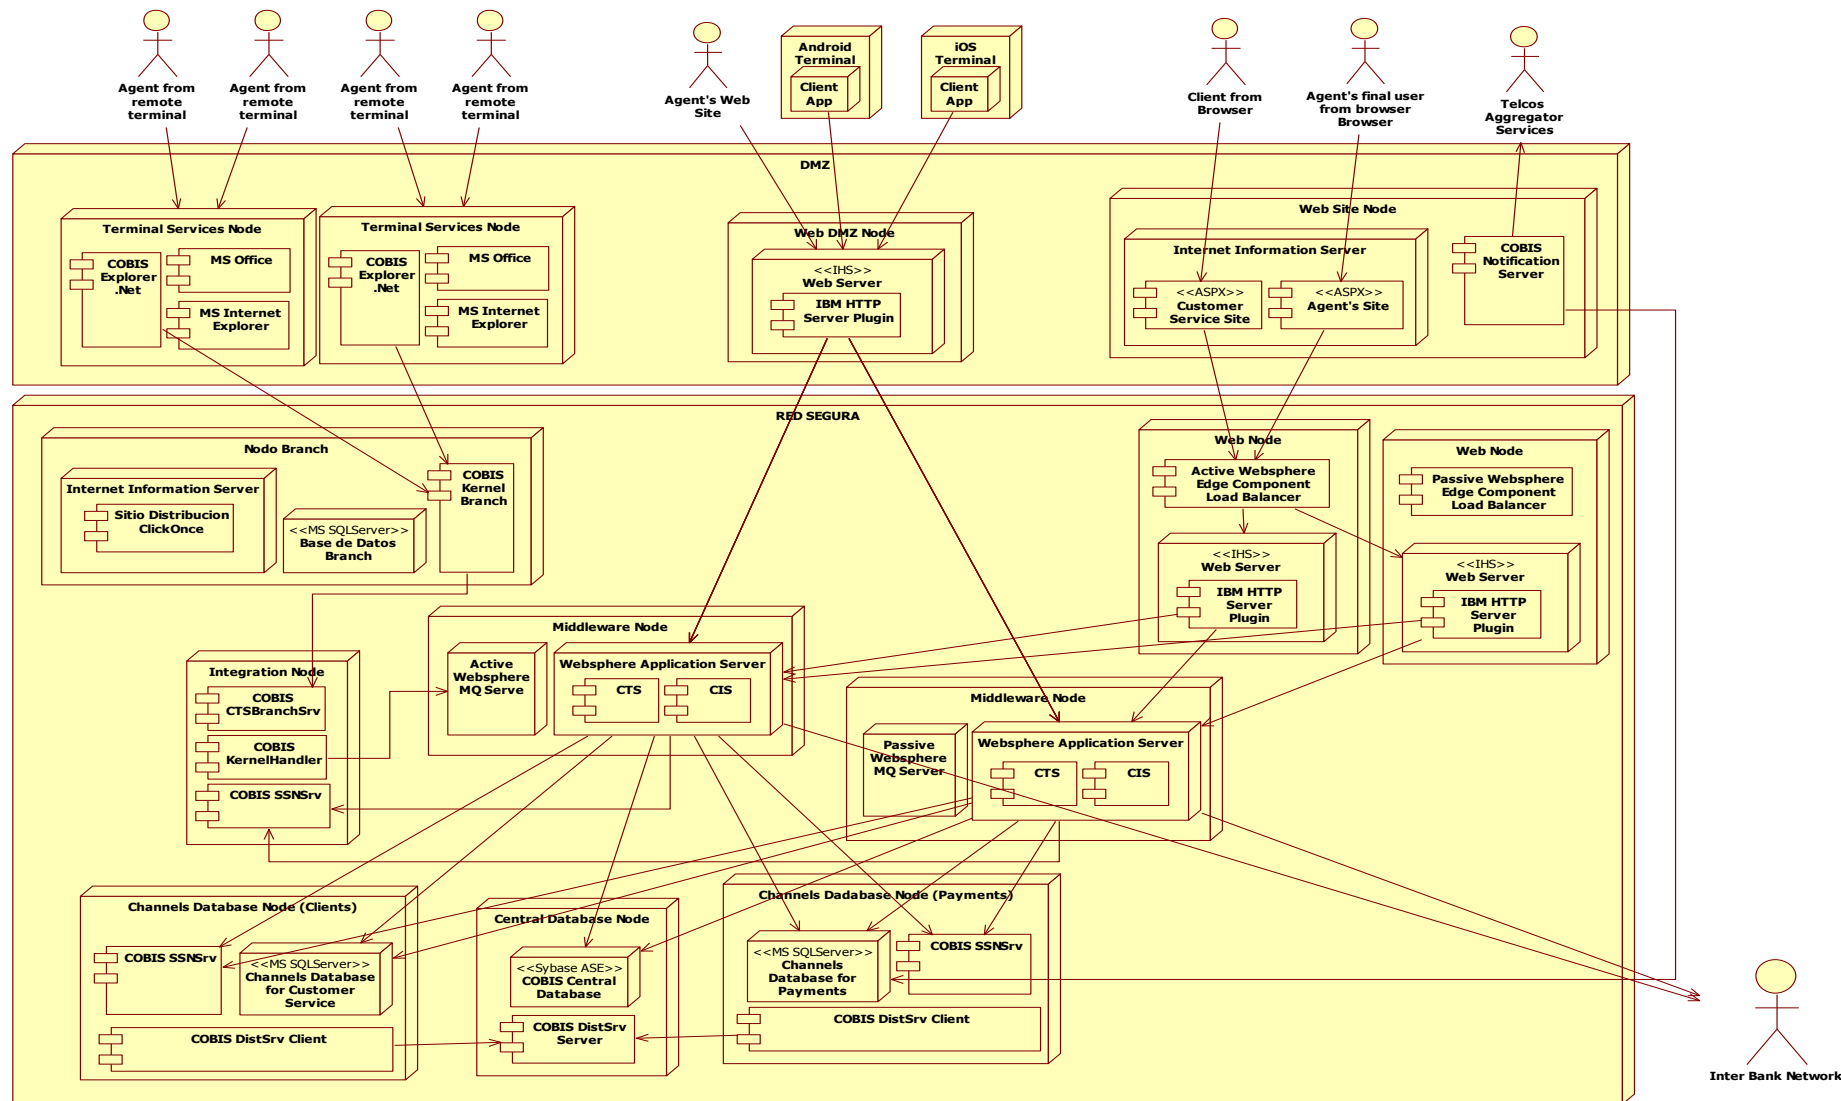 Agent from
remote
terminal
Agent from
remote
terminal
Agent from
remote
terminal
Agent from
remote
terminal
Agent's Web
Site
Android
Terminal
Client
App
iOS
Terminal
Client
App
Client from
Browser
Agent's final user
from browser
Browser
Telcos
Aggregator
Services
DMZ
Terminal Services Node
COBIS
Explorer
.Net
MS Office
MS Internet
Explorer
Terminal Services Node
COBIS
Explorer
.Net
MS Office
MS Internet
Explorer
Web DMZ Node
<<IHS>>
Web Server
IBM HTTP
Server Plugin
Web Site Node
Internet Information Server
<<ASPX>>
Customer
Service Site
<<ASPX>>
Agent's Site
COBIS
Notification
Server
RED SEGURA
Nodo Branch
Internet Information Server
Sitio Distribucion
ClickOnce
<<MS SQLServer>>
Base de Datos
Branch
COBIS
Kernel
Branch
Web Node
Active Websphere
Edge Component
Load Balancer
<<IHS>>
Web Server
IBM HTTP
Server
Plugin
Web Node
Passive Websphere
Edge Component
Load Balancer
<<IHS>>
Web Server
IBM HTTP
Server
Plugin
Integration Node
COBIS
CTSBranchSrv
COBIS
KernelHandler
COBIS SSNSrv
Middleware Node
Active
Websphere
MQ Serve
Websphere Application Server
CTS
CIS
Middleware Node
Passive
Websphere
MQ Server
Websphere Application Server
CTS
CIS
Channels Database Node (Clients)
COBIS SSNSrv
<<MS SQLServer>>
Channels Database
for Customer
Service
COBIS DistSrv Client
Central Database Node
<<Sybase ASE>>
COBIS Central
Database
COBIS DistSrv
Server
Channels Dadabase Node (Payments)
<<MS SQLServer>>
Channels
Database for
Payments
COBIS SSNSrv
COBIS DistSrv Client
Inter Bank Network